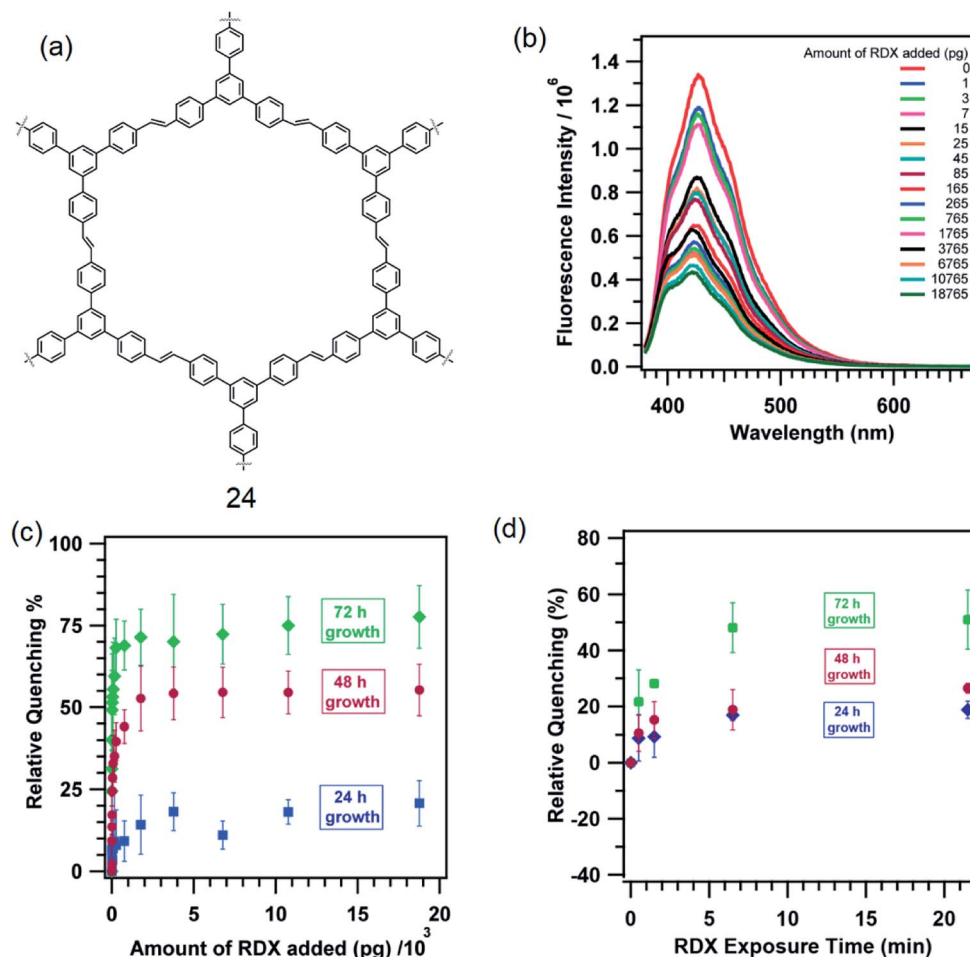 (a)
24
(b)
Amount of RDX added (pg)
0
1
3
7
15
25
45
85
165
265
765
1765
3765
6765
10765
18765
1.4
1.2
1.0
0.8
0.6
0.4
0.2
0.0
Fluorescence Intensity / 10⁶
400 500 600
Wavelength (nm)
(c)
100
75
50
25
0
Relative Quenching %
72 h
growth
48 h
growth
24 h
growth
0 5 10 15 20
Amount of RDX added (pg) /10³
(d)
80
60
40
20
0
-20
-40
Relative Quenching (%)
72 h
growth
48 h
growth
24 h
growth
0 5 10 15 20
RDX Exposure Time (min)